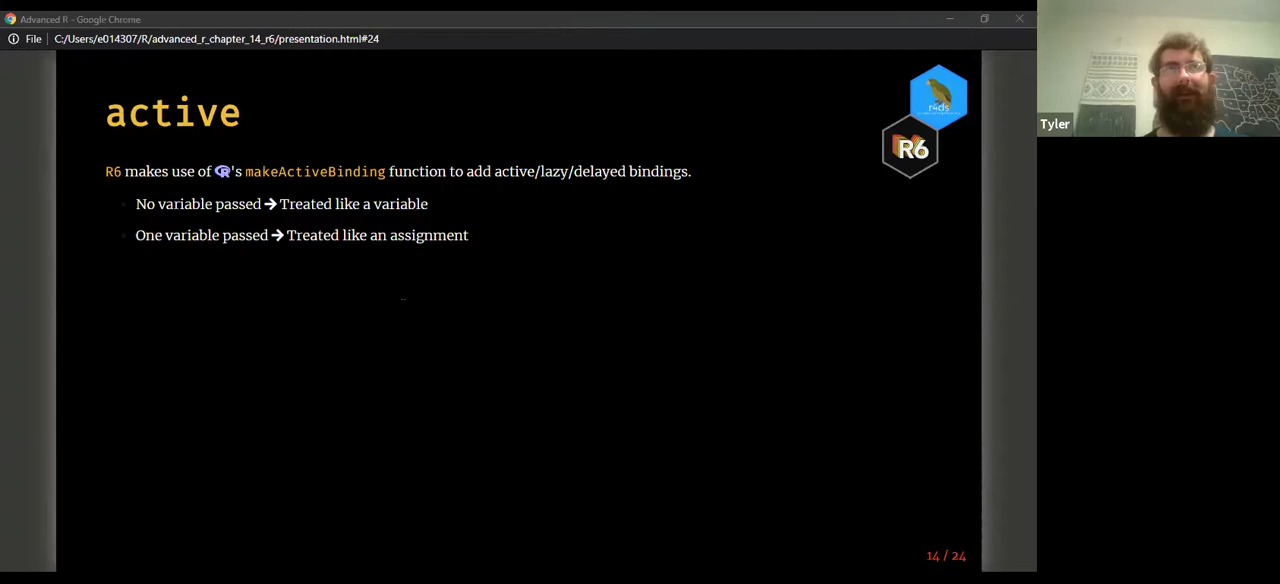 Advanced R - Google Chrome
File C:/Users/e014307/R/advanced_r_chapter_14_r6/presentation.html#24
active
r4ds
R6
Tyler
R6 makes use of R's makeActiveBinding function to add active/lazy/delayed bindings.
No variable passed → Treated like a variable
One variable passed → Treated like an assignment
14 / 24